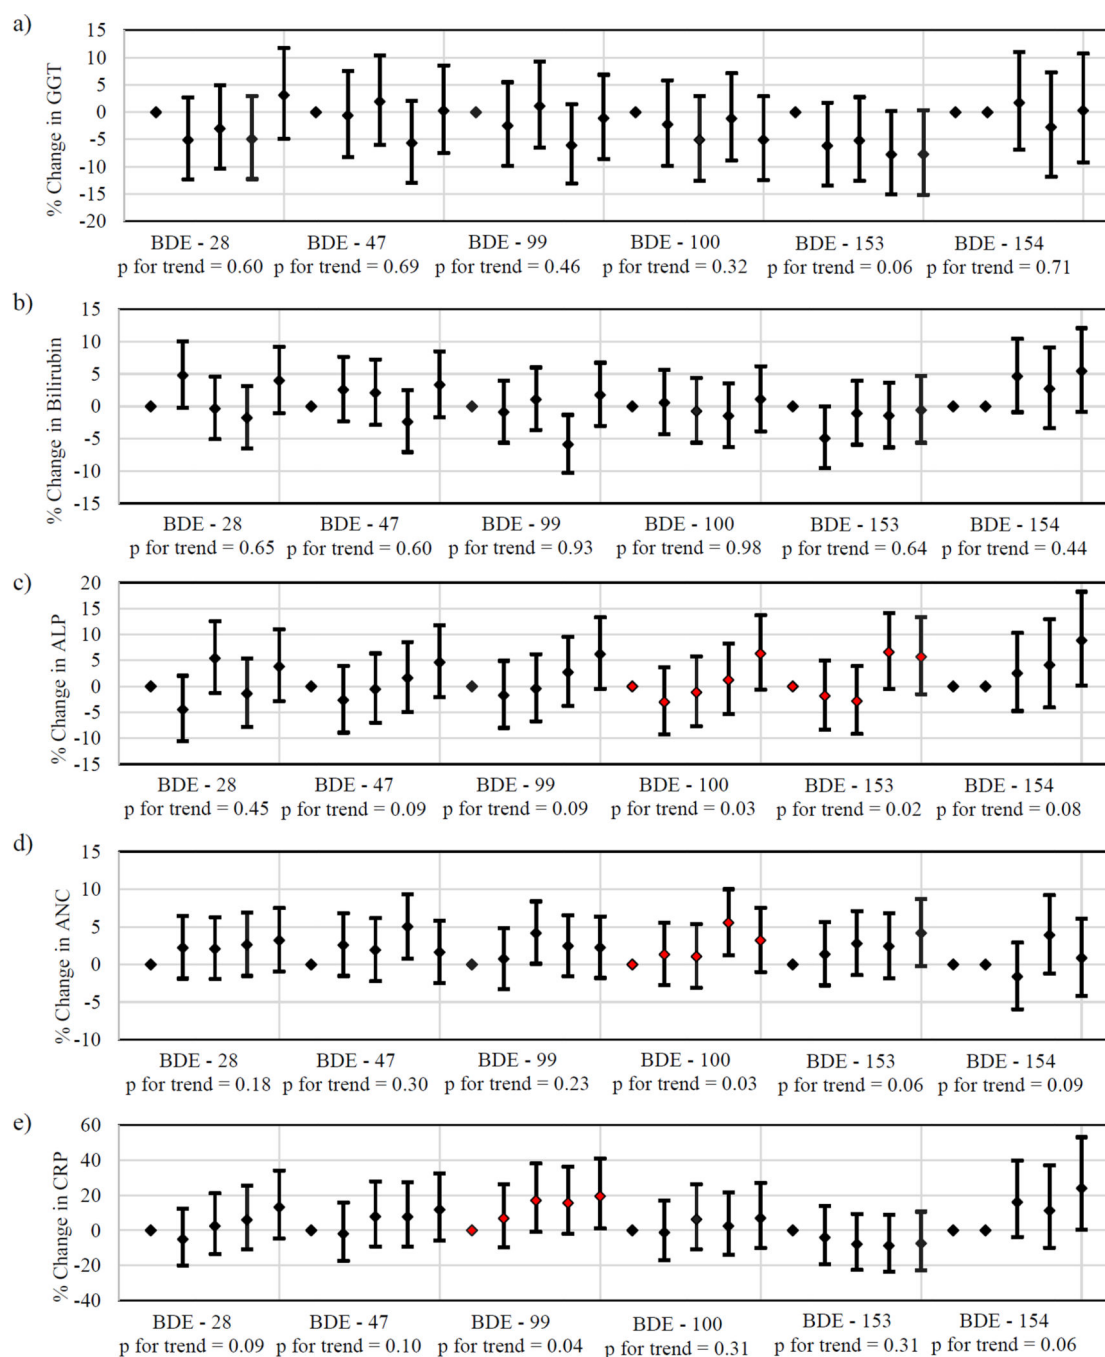 a)
% Change in GGT
15
10
5
0
-5
-10
-15
-20
BDE - 28 BDE - 47 BDE - 99 BDE - 100 BDE - 153 BDE - 154
p for trend = 0.60 p for trend = 0.69 p for trend = 0.46 p for trend = 0.32 p for trend = 0.06 p for trend = 0.71
b)
% Change in Bilirubin
15
10
5
0
-5
-10
-15
BDE - 28 BDE - 47 BDE - 99 BDE - 100 BDE - 153 BDE - 154
p for trend = 0.65 p for trend = 0.60 p for trend = 0.93 p for trend = 0.98 p for trend = 0.64 p for trend = 0.44
c)
% Change in ALP
20
15
10
5
0
-5
-10
-15
BDE - 28 BDE - 47 BDE - 99 BDE - 100 BDE - 153 BDE - 154
p for trend = 0.45 p for trend = 0.09 p for trend = 0.09 p for trend = 0.03 p for trend = 0.02 p for trend = 0.08
d)
% Change in ANC
15
10
5
0
-5
-10
BDE - 28 BDE - 47 BDE - 99 BDE - 100 BDE - 153 BDE - 154
p for trend = 0.18 p for trend = 0.30 p for trend = 0.23 p for trend = 0.03 p for trend = 0.06 p for trend = 0.09
e)
% Change in CRP
60
40
20
0
-20
-40
BDE - 28 BDE - 47 BDE - 99 BDE - 100 BDE - 153 BDE - 154
p for trend = 0.09 p for trend = 0.10 p for trend = 0.04 p for trend = 0.31 p for trend = 0.31 p for trend = 0.06